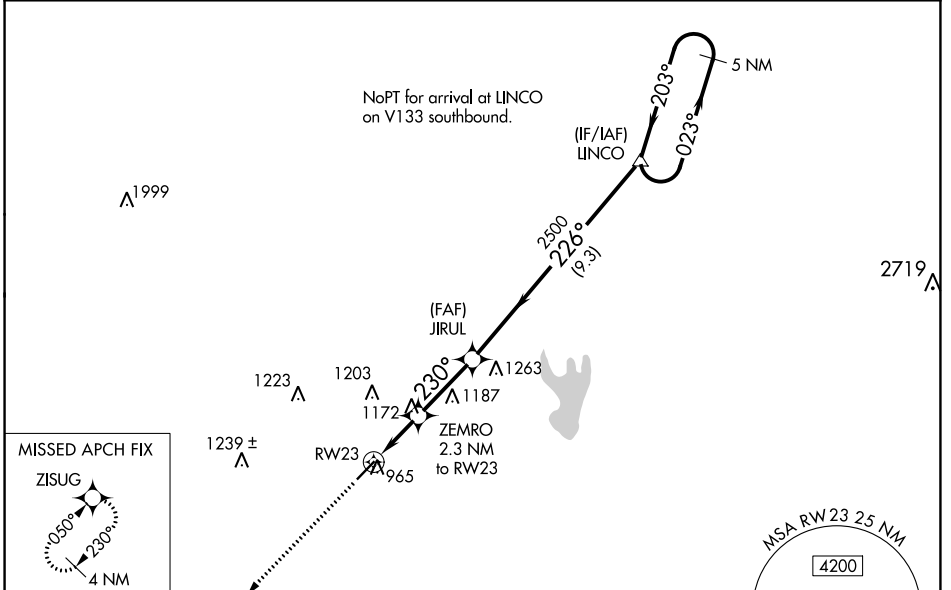 5 NM
203°
023°
NoPT for arrival at LINCO
on V133 southbound.
(IF/IAF)
LINCO
1999
2500
226°
(9.3)
2719
(FAF)
JIRUL
230°
1263
1223
1203
1187
1172
ZEMRO
2.3 NM
to RW23
1239 ±
RW23
965
MISSED APCH FIX
ZISUG
050°
230°
4 NM
MSA RW23 25 NM
4200